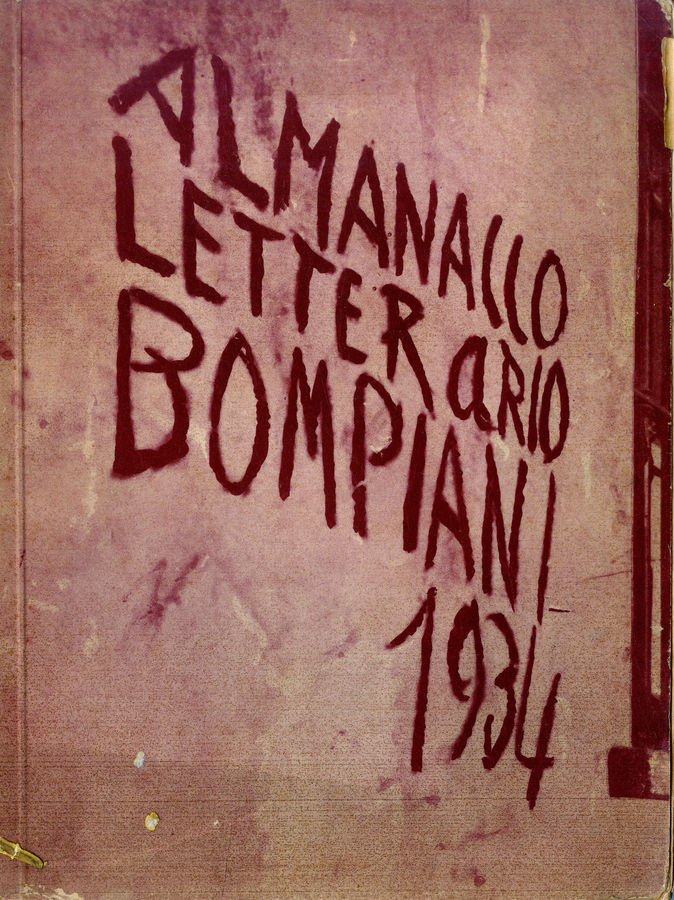 ALMANACCO
LETTERaRIO
BOMPIANI
1934